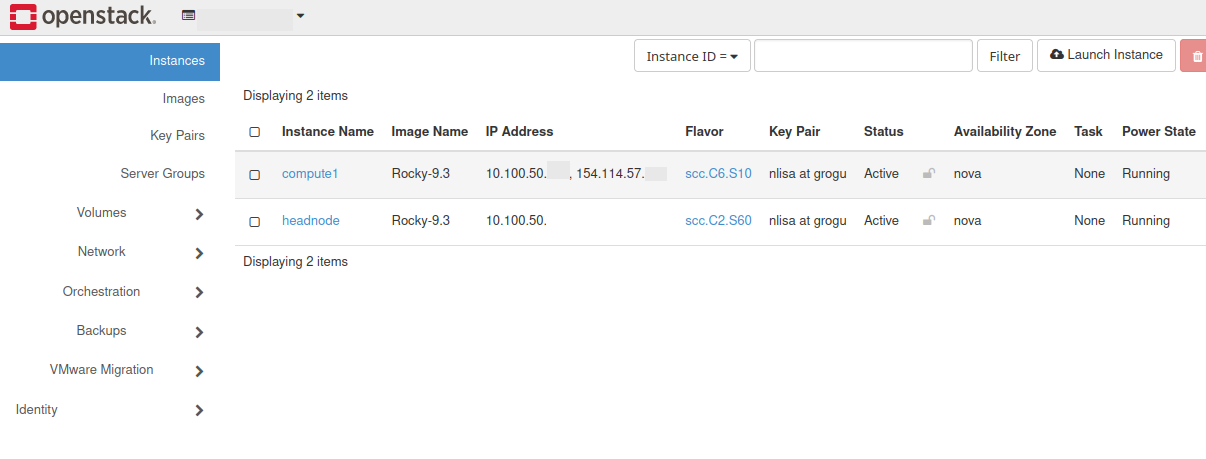 openstack.
Instances
Images
Key Pairs
Server Groups
Volumes
Network
Orchestration
Backups
VMware Migration
Identity
Instance ID = Filter Launch Instance
Displaying 2 items
Instance Name Image Name IP Address Flavor Key Pair Status Availability Zone Task Power State
compute1 Rocky-9.3 10.100.50. , 154.114.57. scc.C6.S10 nlisa at grogu Active nova None Running
headnode Rocky-9.3 10.100.50. scc.C2.S60 nlisa at grogu Active nova None Running
Displaying 2 items